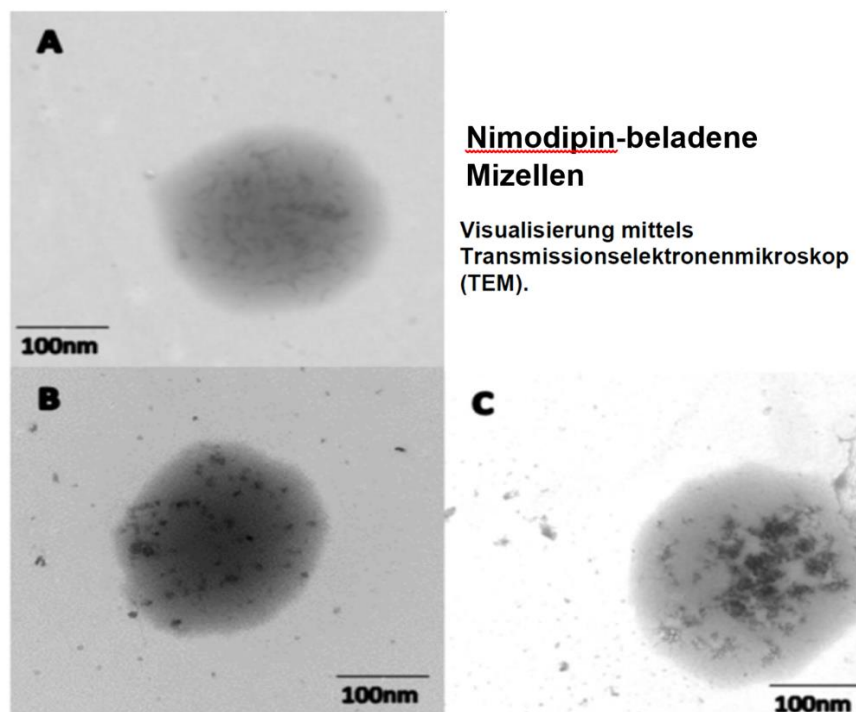 A
Nimodipin-beladene
Mizellen
Visualisierung mittels
Transmissionselektronenmikroskop
(TEM).
100nm
B
C
100nm
100nm